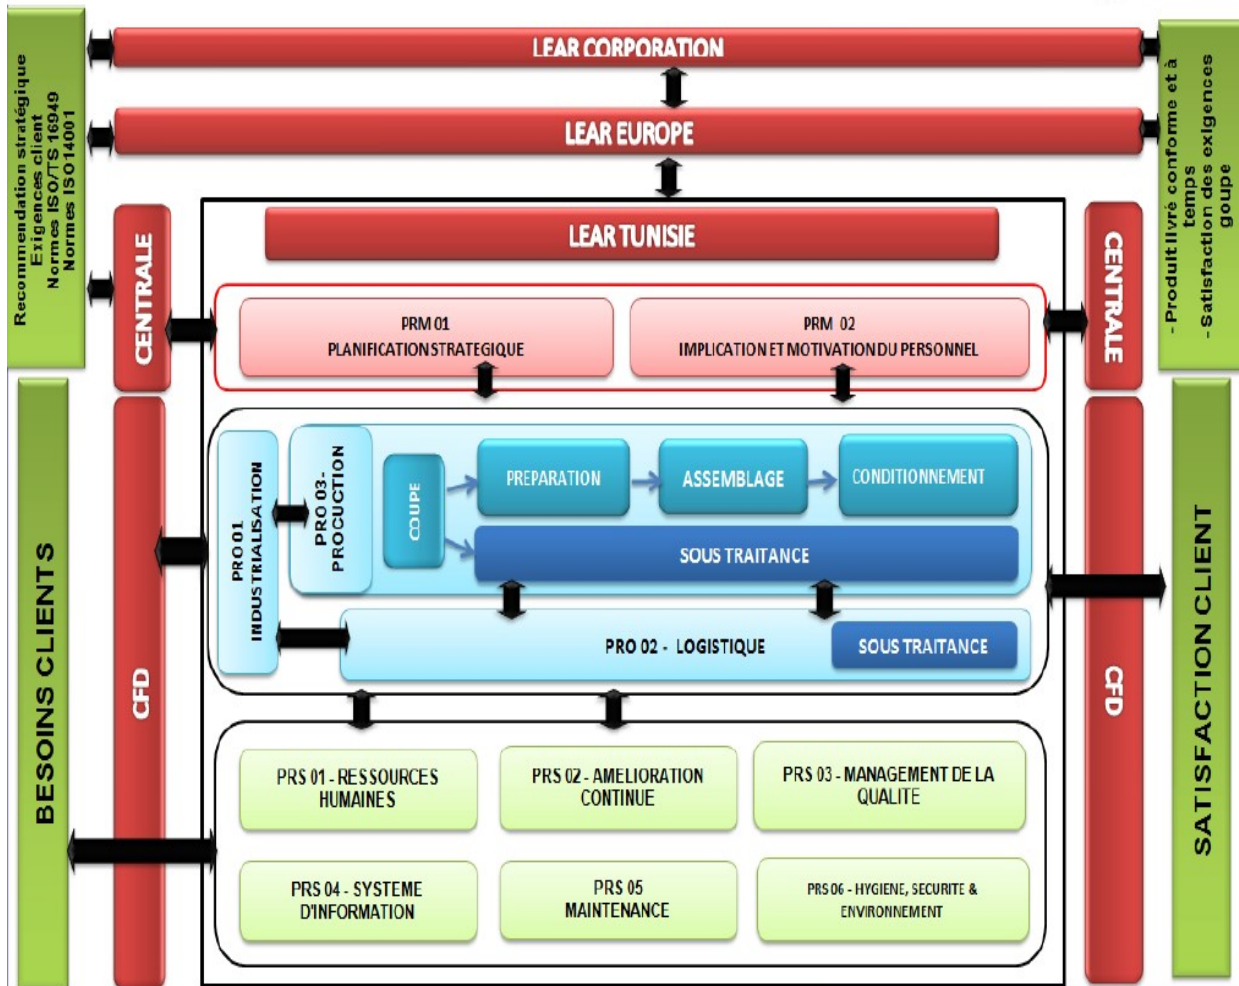 LEAR CORPORATION
LEAR EUROPE
LEAR TUNISIE
Recommendation stratégique
Exigences client
Normes ISO/TS 16949
Normes ISO14001
- Produit livré conforme et à
temps
- Satisfaction des exigences
goupe
CENTRALE
CENTRALE
PRM 01
PLANIFICATION STRATEGIQUE
PRM 02
IMPLICATION ET MOTIVATION DU PERSONNEL
BESOINS CLIENTS
CFD
PRO 01
INDUSTRIALISATION
PRO 03-
PROCUCTION
COUPE
PREPARATION
ASSEMBLAGE
CONDITIONNEMENT
SOUS TRAITANCE
PRO 02 - LOGISTIQUE
SOUS TRAITANCE
CFD
SATISFACTION CLIENT
PRS 01 - RESSOURCES
HUMAINES
PRS 02 - AMELIORATION
CONTINUE
PRS 03 - MANAGEMENT DE LA
QUALITE
PRS 04 - SYSTEME
D'INFORMATION
PRS 05
MAINTENANCE
PRS 06 - HYGIENE, SECURITE &
ENVIRONNEMENT